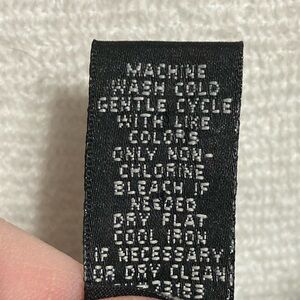 MACHINE
WASH COLD
GENTLE CYCLE
WITH LIKE
COLORS
ONLY NON-
CHLORINE
BLEACH IF
NEEDED
DRY FLAT
COOL IRON
IF NECESSARY
OR DRY CLEAN